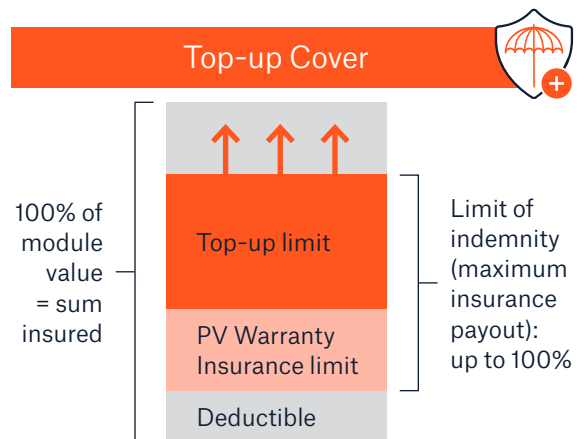 Top-up Cover
100% of
module
value
= sum
insured
Top-up limit
PV Warranty
Insurance limit
Deductible
Limit of
indemnity
(maximum
insurance
payout):
up to 100%